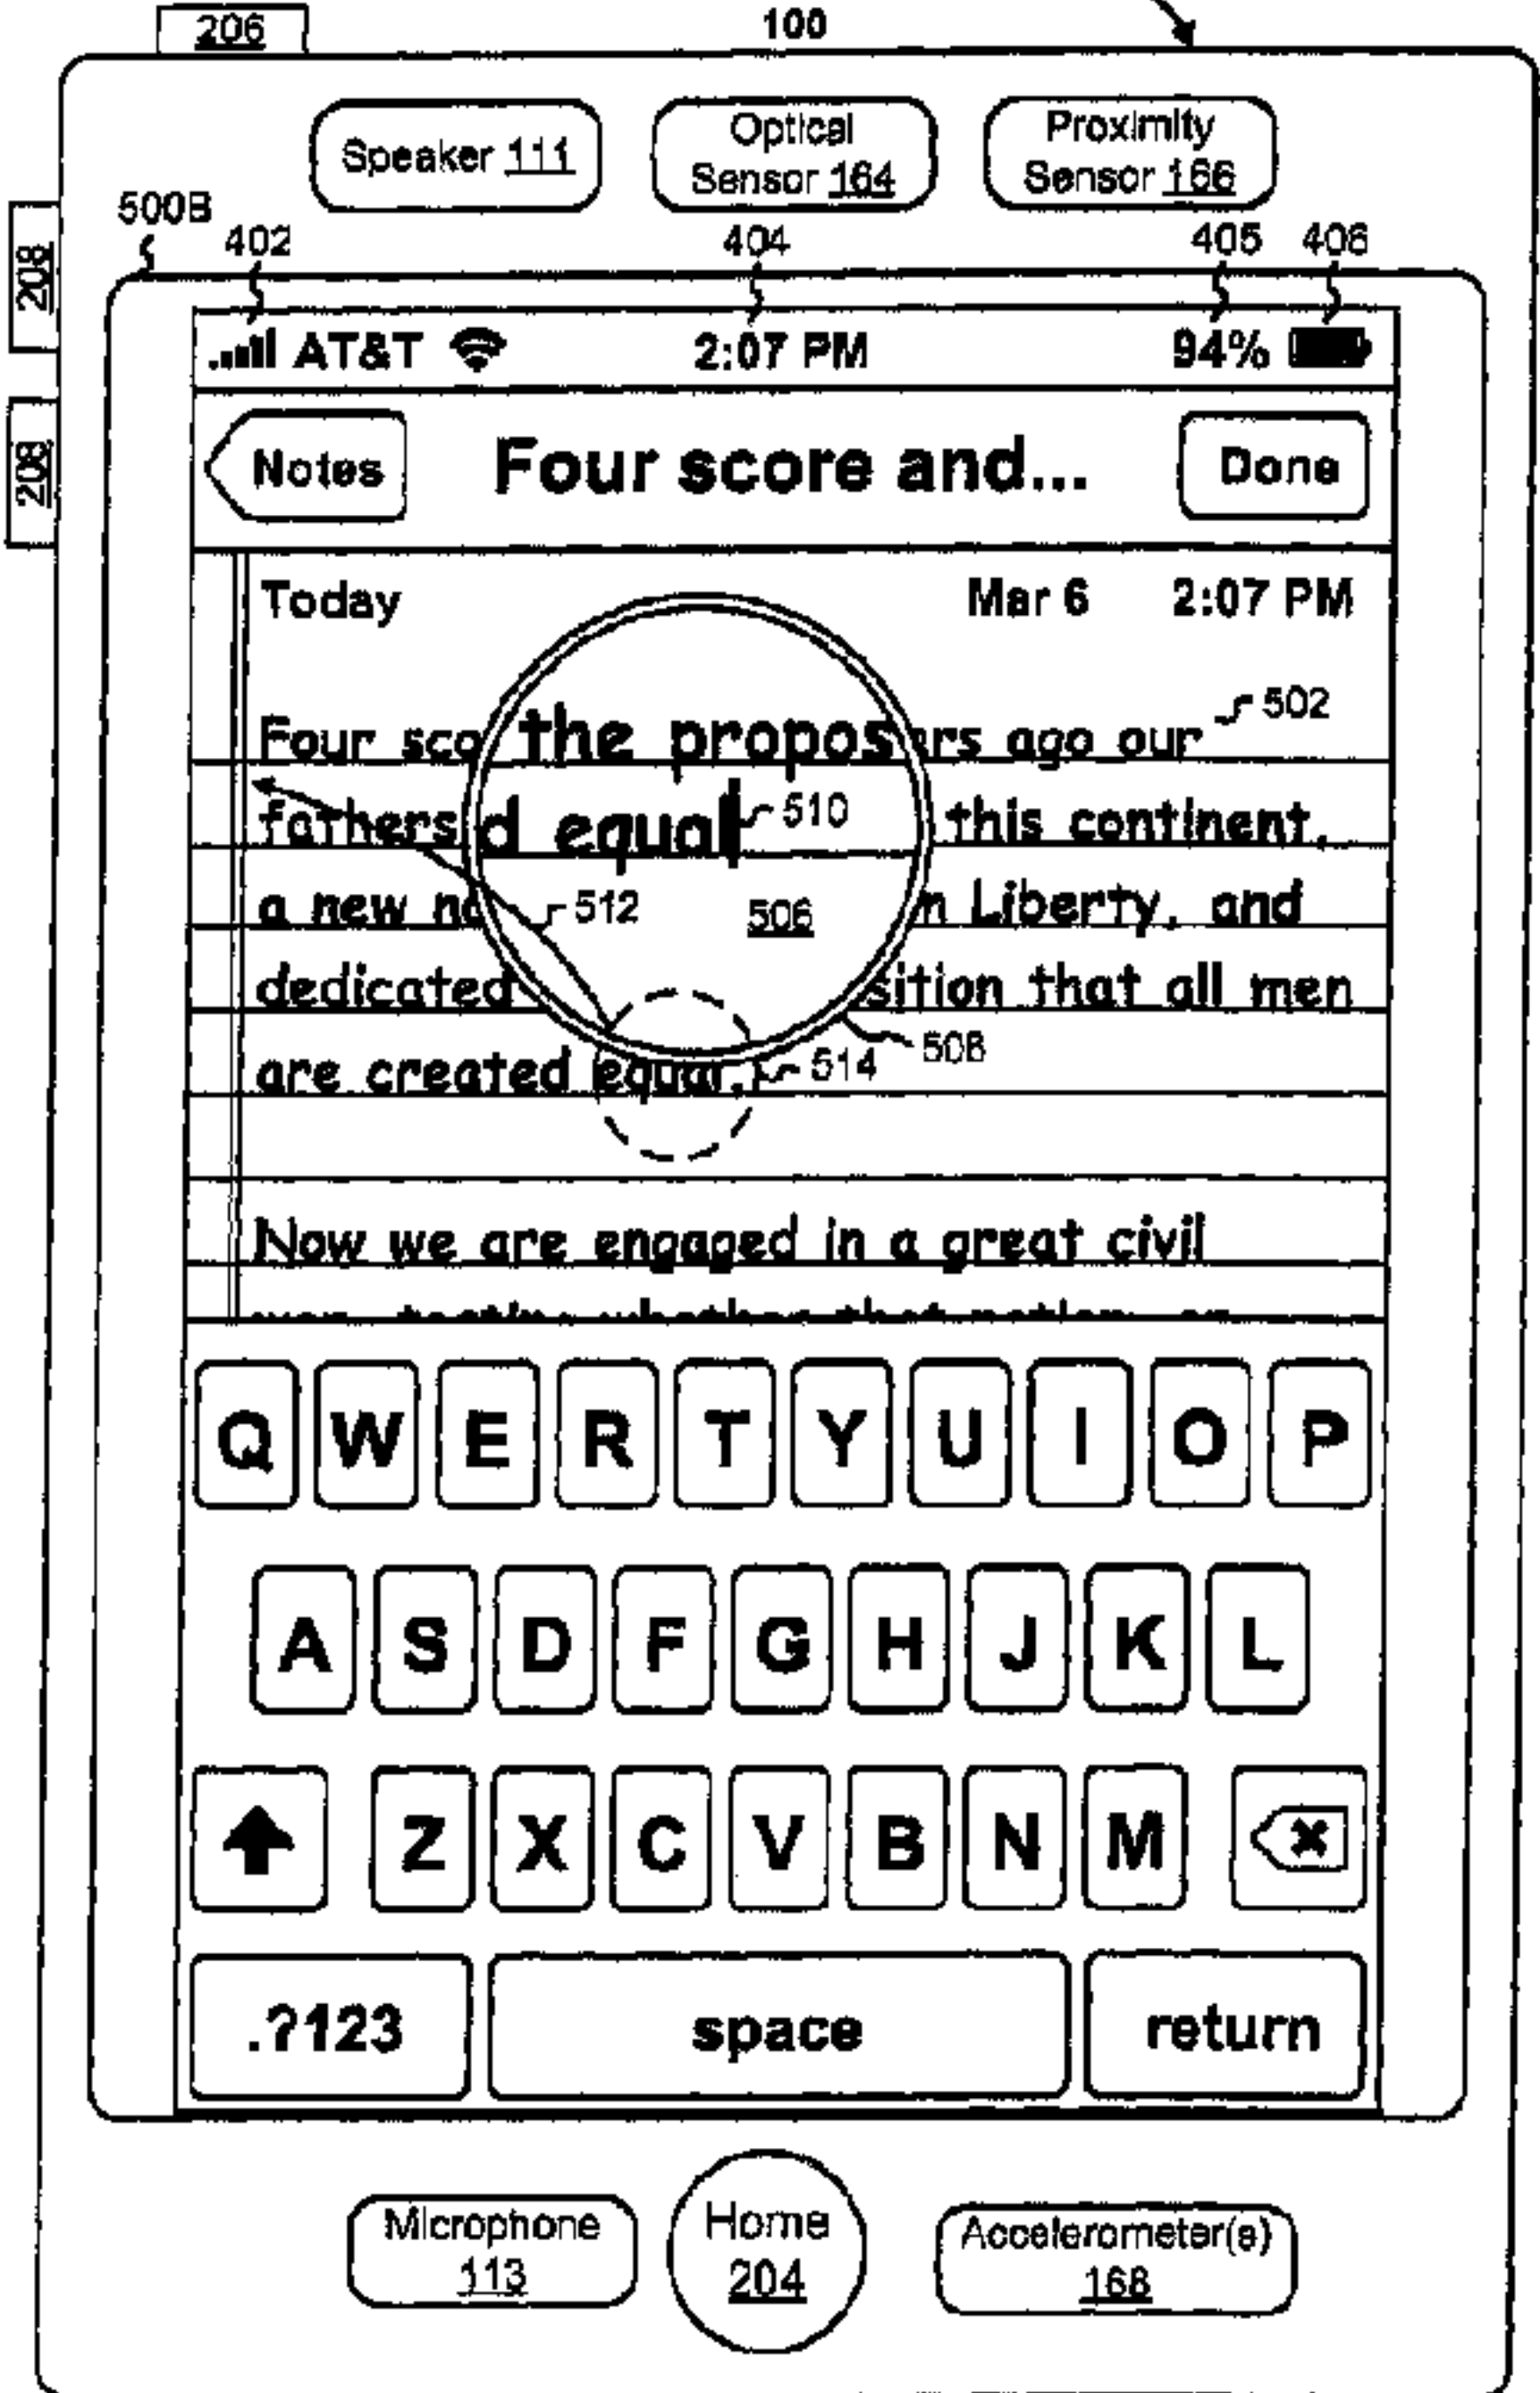 206
100
Speaker 111
Optical
Sensor 164
Proximity
Sensor 166
500B
208
402
404
405
406
AT&T
2:07 PM
94%
208
Notes
Four score and...
Done
Today
Mar 6
2:07 PM
502
Four sco
the propos
rs ago our
fathers
d equal
510
this continent,
a new na
512
506
n Liberty, and
dedicated
sition that all men
508
are created equal.
514
Now we are engaged in a great civil
Q W E R T Y U I O P
A S D F G H J K L
Z X C V B N M
.?123
space
return
Microphone
113
Home
204
Accelerometer(s)
168